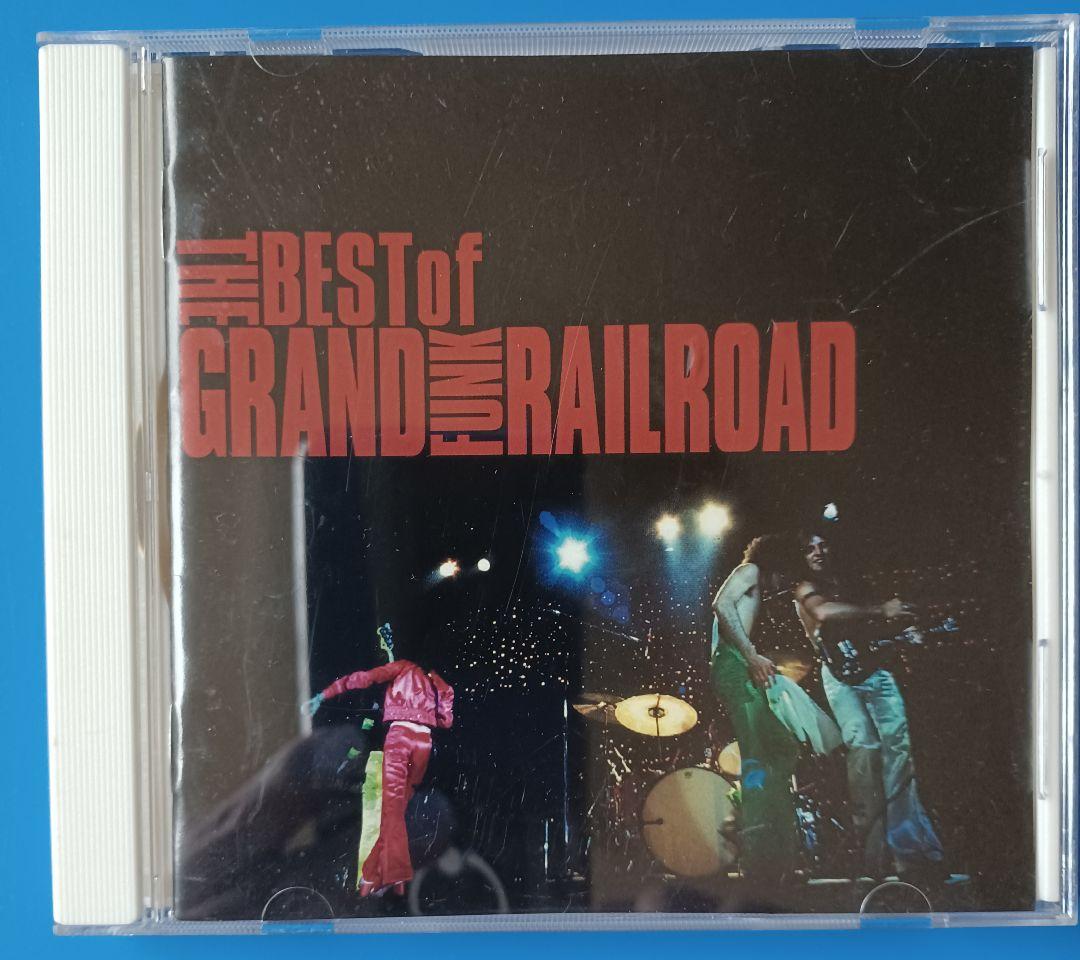 THE BEST of
GRAND FUNK RAILROAD